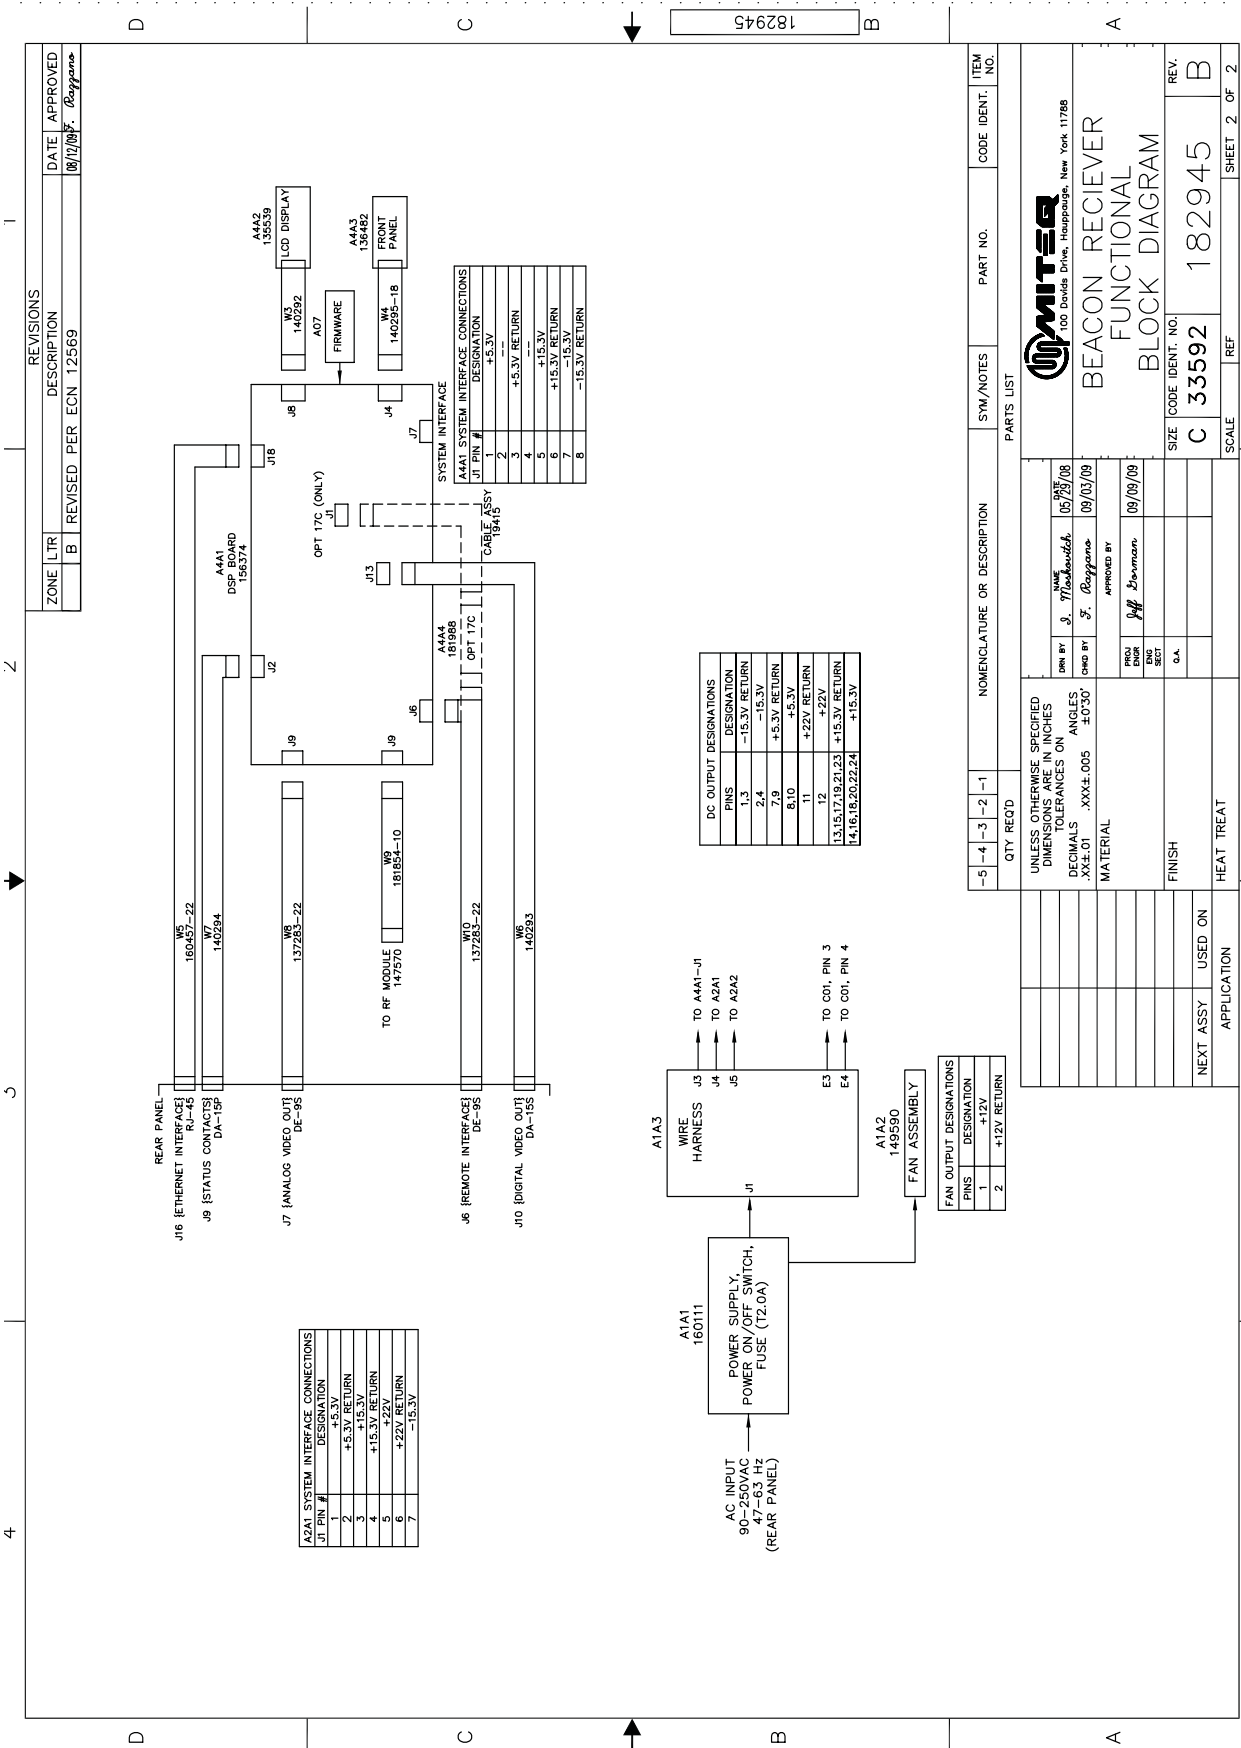 REVISIONS
ZONE LTR DESCRIPTION DATE APPROVED
B REVISED PER ECN 12569 08/12/09 F. Razzano
4 3 2 1
D
C
B
A
D
C
B
A
182945
REAR PANEL
J16 {ETHERNET INTERFACE}
RJ-45
J9 {STATUS CONTACTS}
DA-15P
J7 {ANALOG VIDEO OUT}
DE-9S
J6 {REMOTE INTERFACE}
DE-9S
J10 {DIGITAL VIDEO OUT}
DA-15S
W5
160457-22
W7
140294
W8
137283-22
W9
181854-10
TO RF MODULE
147570
W10
137283-22
W6
140293
A4A1
DSP BOARD
156374
J2
J18
J9
J9
J6
J13
J1
OPT 17C (ONLY)
J8
J4
J7
A4A4
181988
OPT 17C
CABLE ASSY
19415
SYSTEM INTERFACE
A07
FIRMWARE
W3
140292
A4A2
135539
LCD DISPLAY
W4
140295-18
A4A3
136482
FRONT
PANEL
A4A1 SYSTEM INTERFACE CONNECTIONS
J1 PIN # DESIGNATION
1 +5.3V
2 --
3 +5.3V RETURN
4 --
5 +15.3V
6 +15.3V RETURN
7 -15.3V
8 -15.3V RETURN
A2A1 SYSTEM INTERFACE CONNECTIONS
J1 PIN # DESIGNATION
1 +5.3V
2 +5.3V RETURN
3 +15.3V
4 +15.3V RETURN
5 +22V
6 +22V RETURN
7 -15.3V
AC INPUT
90-250VAC
47-63 Hz
(REAR PANEL)
A1A1
160111
POWER SUPPLY,
POWER ON/OFF SWITCH,
FUSE (T2.0A)
A1A3
WIRE
HARNESS
J1
J3 TO A4A1-J1
J4 TO A2A1
J5 TO A2A2
E3 TO C01, PIN 3
E4 TO C01, PIN 4
A1A2
149590
FAN ASSEMBLY
FAN OUTPUT DESIGNATIONS
PINS DESIGNATION
1 +12V
2 +12V RETURN
DC OUTPUT DESIGNATIONS
PINS DESIGNATION
1,3 -15.3V RETURN
2,4 -15.3V
7,9 +5.3V RETURN
8,10 +5.3V
11 +22V RETURN
12 +22V
13,15,17,19,21,23 +15.3V RETURN
14,16,18,20,22,24 +15.3V
-5 -4 -3 -2 -1 NOMENCLATURE OR DESCRIPTION SYM/NOTES PART NO. CODE IDENT. ITEM NO.
QTY REQ'D PARTS LIST
UNLESS OTHERWISE SPECIFIED
DIMENSIONS ARE IN INCHES
TOLERANCES ON
DECIMALS ANGLES
.XX±.01 .XXX±.005 ±0°30'
MATERIAL
FINISH
HEAT TREAT
NAME DATE
DRN BY J. Moskovitch 05/29/08
CHKD BY F. Razzano 09/03/09
APPROVED BY
PROJ ENGR Jeff Gorman 09/09/09
ENG SECT
Q.A.
MITEQ
100 Davids Drive, Hauppauge, New York 11788
BEACON RECIEVER
FUNCTIONAL
BLOCK DIAGRAM
SIZE CODE IDENT. NO. REV.
C 33592 182945 B
SCALE REF SHEET 2 OF 2
NEXT ASSY USED ON
APPLICATION